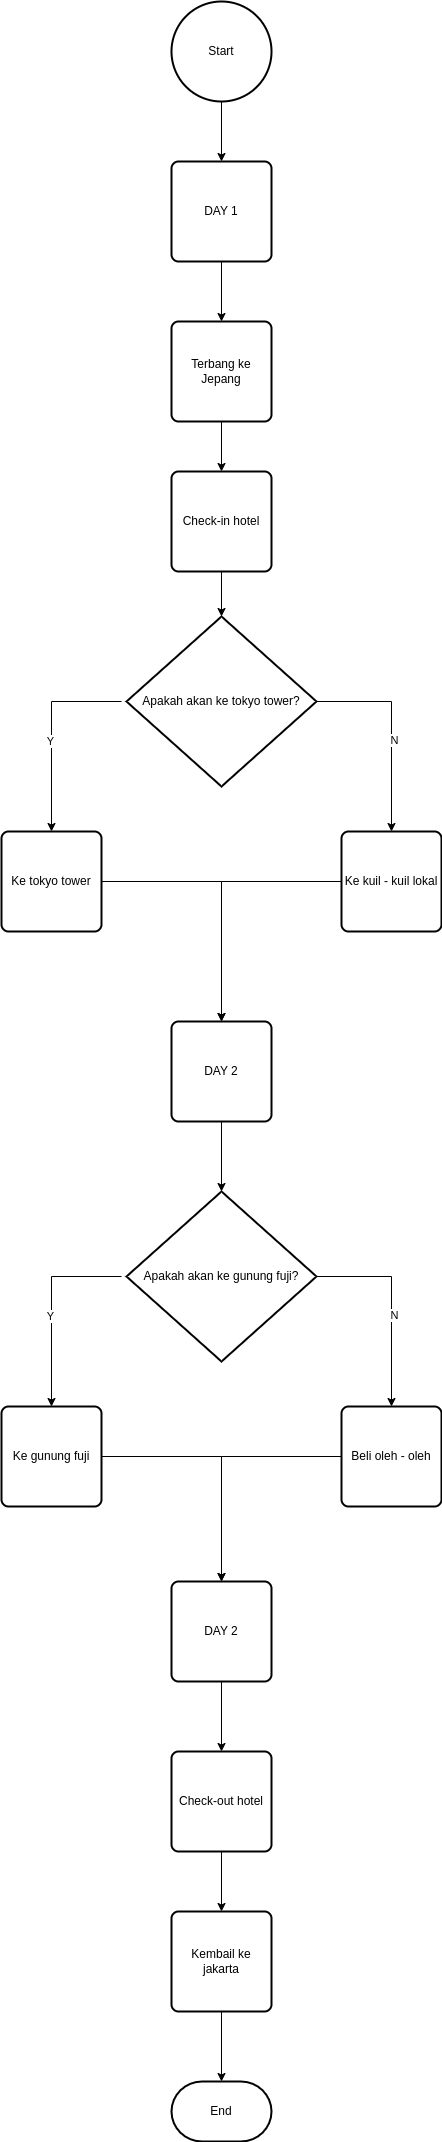 Start
DAY 1
Terbang ke
Jepang
Check-in hotel
Apakah akan ke tokyo tower?
Y
N
Ke tokyo tower
Ke kuil - kuil lokal
DAY 2
Apakah akan ke gunung fuji?
Y
N
Ke gunung fuji
Beli oleh - oleh
DAY 2
Check-out hotel
Kembail ke
jakarta
End